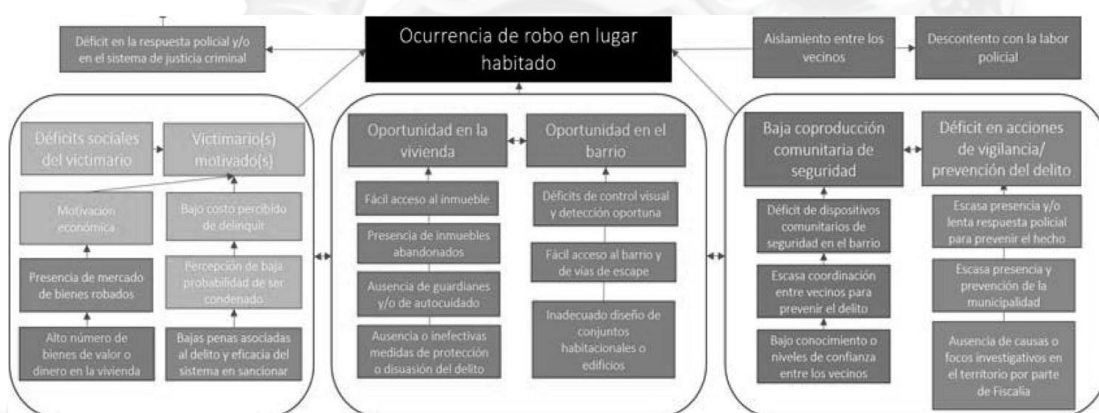 Déficit en la respuesta policial y/o
en el sistema de justicia criminal
Ocurrencia de robo en lugar
habitado
Aislamiento entre los
vecinos
Descontento con la labor
policial
Déficits sociales
del victimario
Victimario(s)
motivado(s)
Motivación
económica
Presencia de mercado
de bienes robados
Alto número de
bienes de valor o
dinero en la vivienda
Bajo costo percibido
de delinquir
Percepción de baja
probabilidad de ser
condenado
Bajas penas asociadas
al delito y eficacia del
sistema en sancionar
Oportunidad en la
vivienda
Oportunidad en el
barrio
Fácil acceso al inmueble
Presencia de inmuebles
abandonados
Ausencia de guardianes
y/o de autocuidado
Ausencia o inefectivas
medidas de protección
o disuasión del delito
Déficits de control visual
y detección oportuna
Fácil acceso al barrio y
de vías de escape
Inadecuado diseño de
conjuntos
habitacionales o
edificios
Baja coproducción
comunitaria de
seguridad
Déficit en acciones
de vigilancia/
prevención del delito
Déficit de dispositivos
comunitarios de
seguridad en el barrio
Escasa coordinación
entre vecinos para
prevenir el delito
Bajo conocimiento o
niveles de confianza
entre los vecinos
Escasa presencia y/o
lenta respuesta policial
para prevenir el hecho
Escasa presencia y
prevención de la
municipalidad
Ausencia de causas o
focos investigativos en
el territorio por parte
de Fiscalía